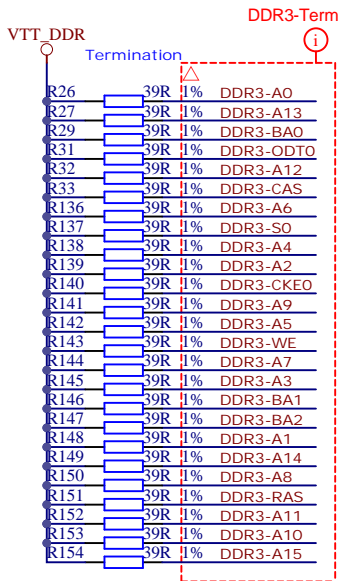 DDR3-Term
VTT_DDR
i
Termination
R26 39R 1% DDR3-A0
R27 39R 1% DDR3-A13
R29 39R 1% DDR3-BA0
R31 39R 1% DDR3-ODT0
R32 39R 1% DDR3-A12
R33 39R 1% DDR3-CAS
R136 39R 1% DDR3-A6
R137 39R 1% DDR3-S0
R138 39R 1% DDR3-A4
R139 39R 1% DDR3-A2
R140 39R 1% DDR3-CKE0
R141 39R 1% DDR3-A9
R142 39R 1% DDR3-A5
R143 39R 1% DDR3-WE
R144 39R 1% DDR3-A7
R145 39R 1% DDR3-A3
R146 39R 1% DDR3-BA1
R147 39R 1% DDR3-BA2
R148 39R 1% DDR3-A1
R149 39R 1% DDR3-A14
R150 39R 1% DDR3-A8
R151 39R 1% DDR3-RAS
R152 39R 1% DDR3-A11
R153 39R 1% DDR3-A10
R154 39R 1% DDR3-A15